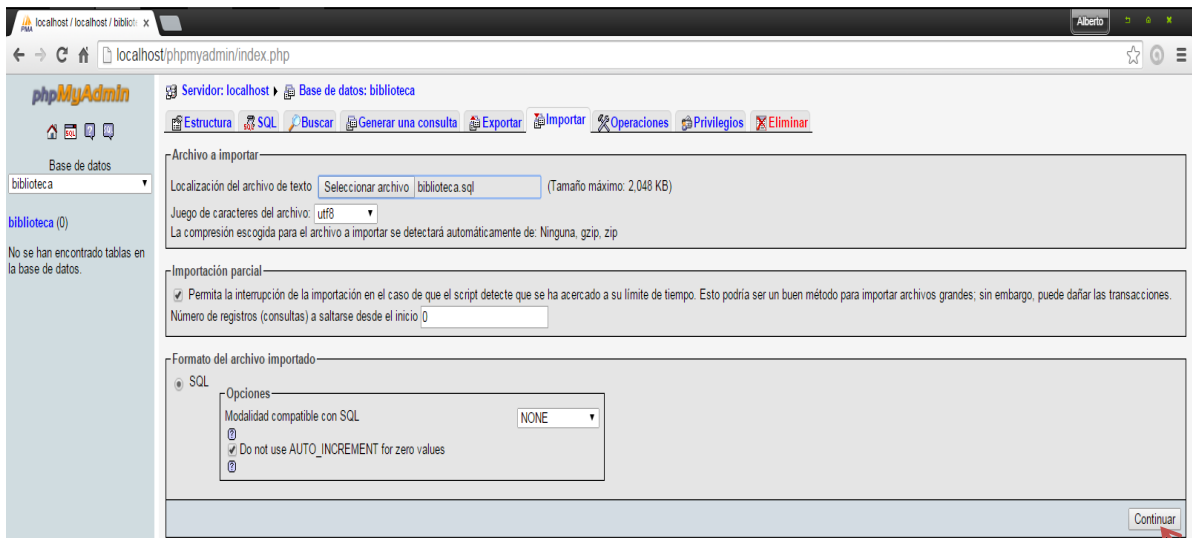 localhost / localhost / bibliote x
Alberto
localhost/phpmyadmin/index.php
phpMyAdmin
Base de datos
biblioteca
biblioteca (0)
No se han encontrado tablas en
la base de datos.
Servidor: localhost Base de datos: biblioteca
Estructura SQL Buscar Generar una consulta Exportar Importar Operaciones Privilegios Eliminar
Archivo a importar
Localización del archivo de texto Seleccionar archivo biblioteca.sql (Tamaño máximo: 2,048 KB)
Juego de caracteres del archivo: utf8
La compresión escogida para el archivo a importar se detectará automáticamente de: Ninguna, gzip, zip
Importación parcial
Permita la interrupción de la importación en el caso de que el script detecte que se ha acercado a su límite de tiempo. Esto podría ser un buen método para importar archivos grandes; sin embargo, puede dañar las transacciones.
Número de registros (consultas) a saltarse desde el inicio 0
Formato del archivo importado
SQL
Opciones
Modalidad compatible con SQL NONE
Do not use AUTO_INCREMENT for zero values
Continuar